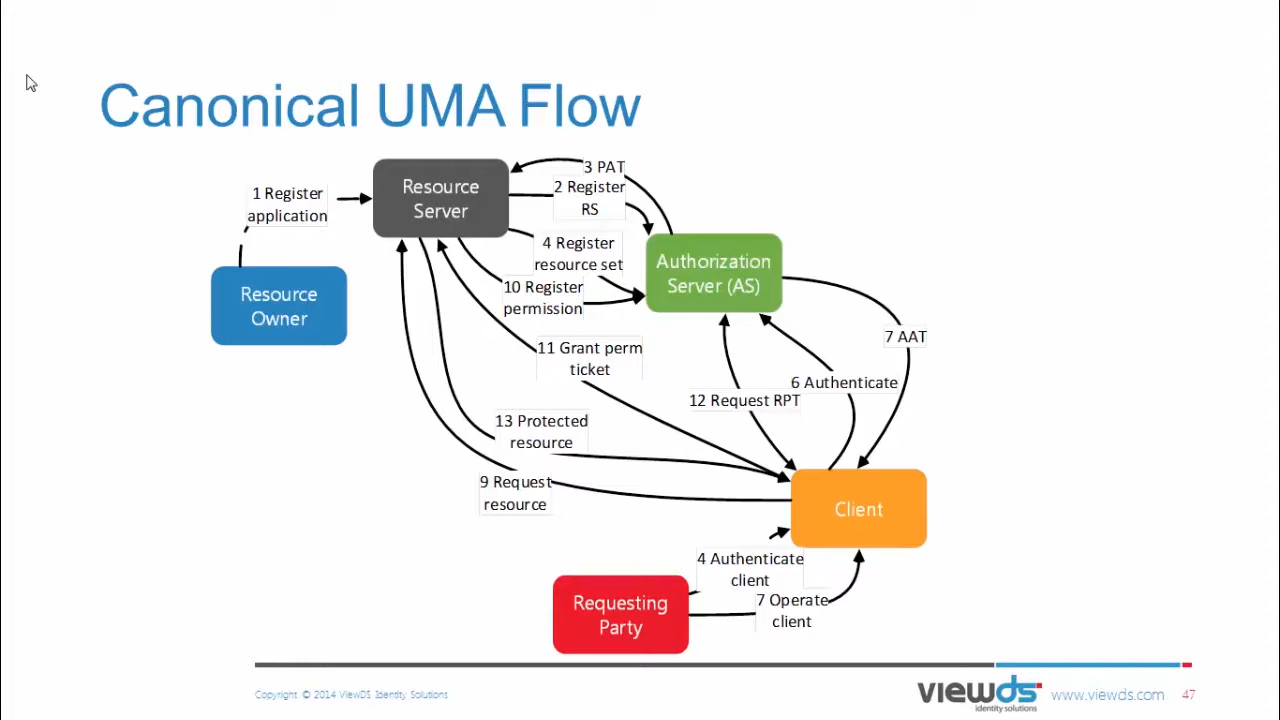 Canonical UMA Flow
3 PAT
Resource
Server
2 Register
RS
1 Register
application
4 Register
resource set
Authorization
Server (AS)
10 Register
permission
Resource
Owner
7 AAT
11 Grant perm
ticket
6 Authenticate
12 Request RPT
13 Protected
resource
9 Request
resource
Client
4 Authenticate
client
7 Operate
client
Requesting
Party
Copyright © 2014 ViewDS Identity Solutions
viewds
identity solutions
www.viewds.com
47